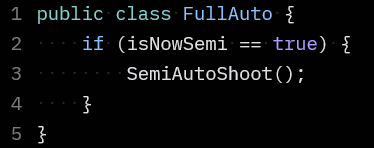 1 public class FullAuto {
2     if (isNowSemi == true) {
3         SemiAutoShoot();
4     }
5 }